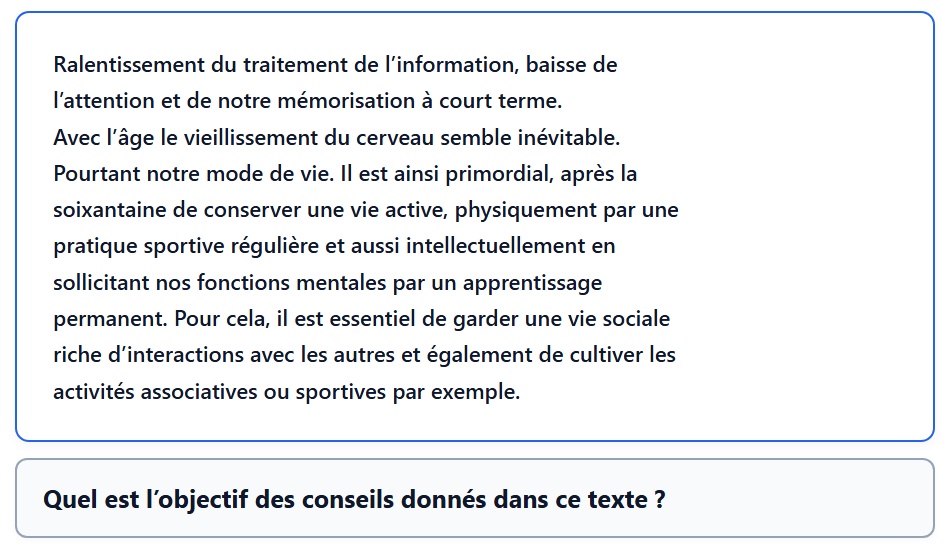 Ralentissement du traitement de l’information, baisse de
l’attention et de notre mémorisation à court terme.
Avec l’âge le vieillissement du cerveau semble inévitable.
Pourtant notre mode de vie. Il est ainsi primordial, après la
soixantaine de conserver une vie active, physiquement par une
pratique sportive régulière et aussi intellectuellement en
sollicitant nos fonctions mentales par un apprentissage
permanent. Pour cela, il est essentiel de garder une vie sociale
riche d’interactions avec les autres et également de cultiver les
activités associatives ou sportives par exemple.
Quel est l’objectif des conseils donnés dans ce texte ?